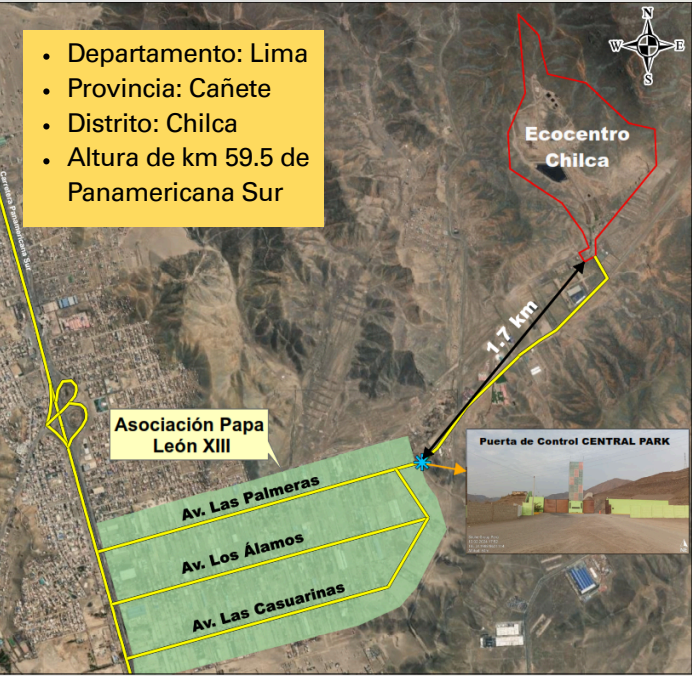 • Departamento: Lima
• Provincia: Cañete
• Distrito: Chilca
• Altura de km 59.5 de
Panamericana Sur
N
W
E
S
Ecocentro
Chilca
Carretera Panamericana Sur
1.7 km
Asociación Papa
León XIII
Puerta de Control CENTRAL PARK
Av. Las Palmeras
Av. Los Álamos
Av. Las Casuarinas